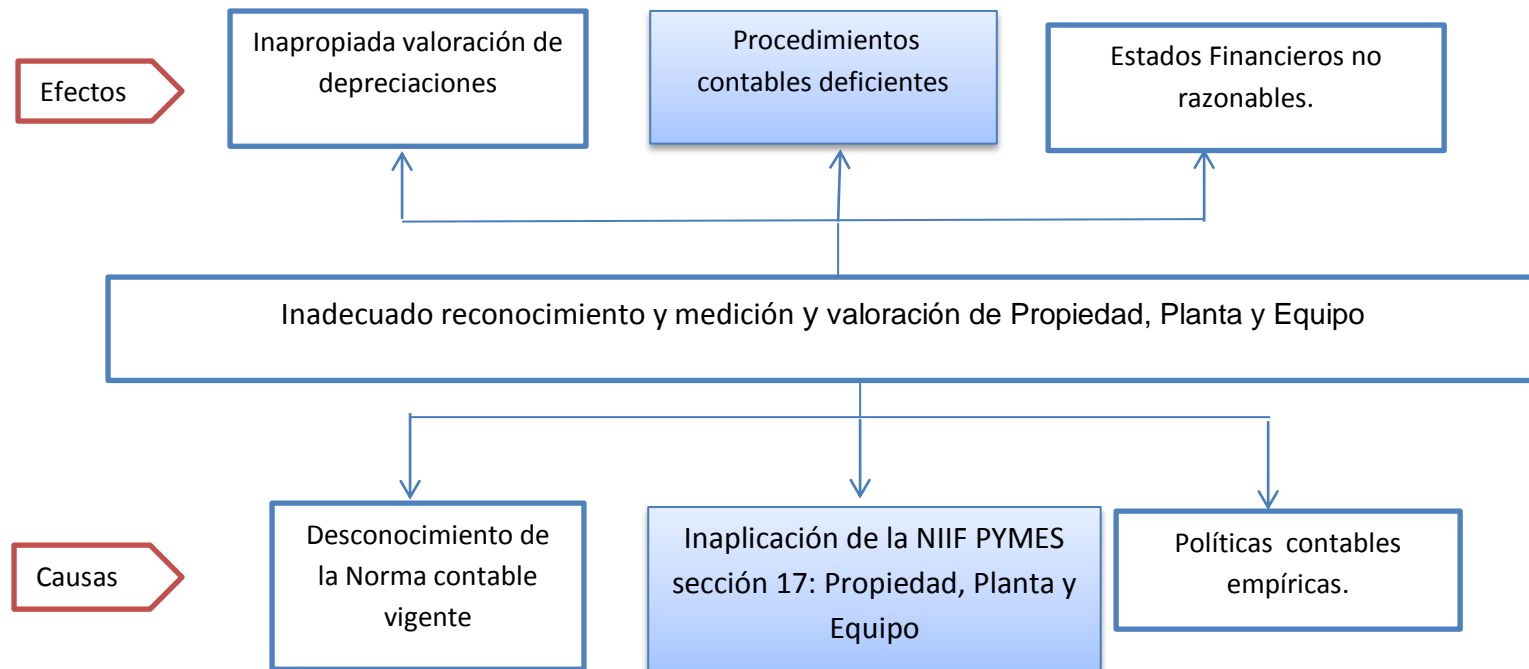 Efectos
Inapropiada valoración de
depreciaciones
Procedimientos
contables deficientes
Estados Financieros no
razonables.
Inadecuado reconocimiento y medición y valoración de Propiedad, Planta y Equipo
Causas
Desconocimiento de
la Norma contable
vigente
Inaplicación de la NIIF PYMES
sección 17: Propiedad, Planta y
Equipo
Políticas contables
empíricas.